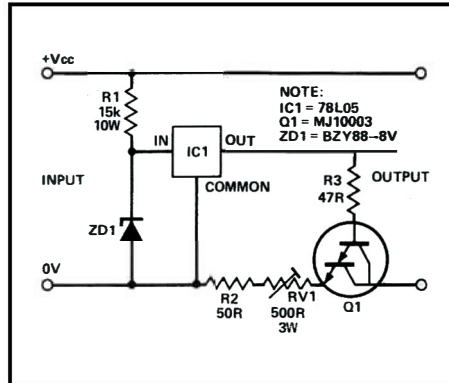 +Vcc
R1
15k
10W
NOTE:
IC1 = 78L05
Q1 = MJ10003
ZD1 = BZY88--8V
IN
IC1
OUT
COMMON
INPUT
R3
47R
OUTPUT
ZD1
0V
R2
50R
RV1
500R
3W
Q1